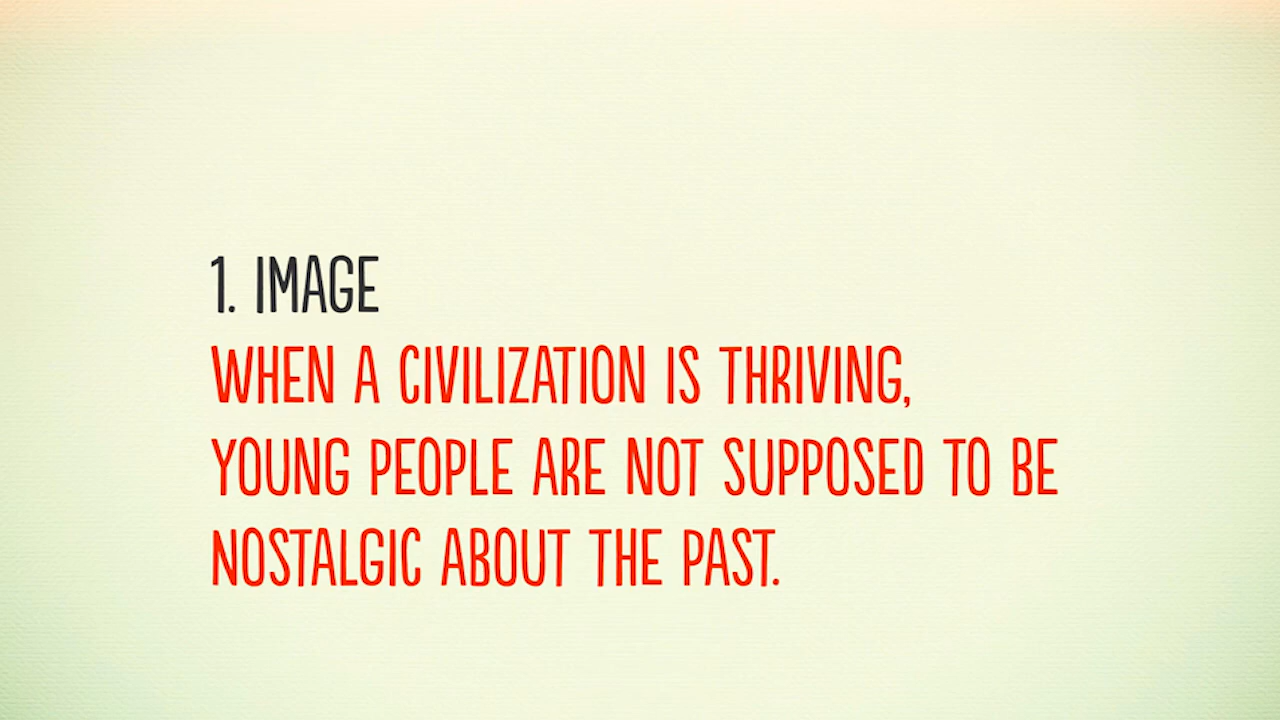 1. IMAGE
WHEN A CIVILIZATION IS THRIVING,
YOUNG PEOPLE ARE NOT SUPPOSED TO BE
NOSTALGIC ABOUT THE PAST.